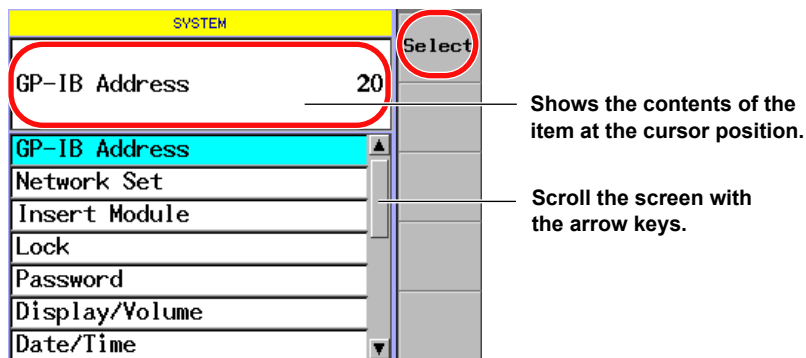 SYSTEM
Select
GP-IB Address 20
Shows the contents of the
item at the cursor position.
GP-IB Address
Network Set
Insert Module
Lock
Password
Display/Volume
Date/Time
Scroll the screen with
the arrow keys.